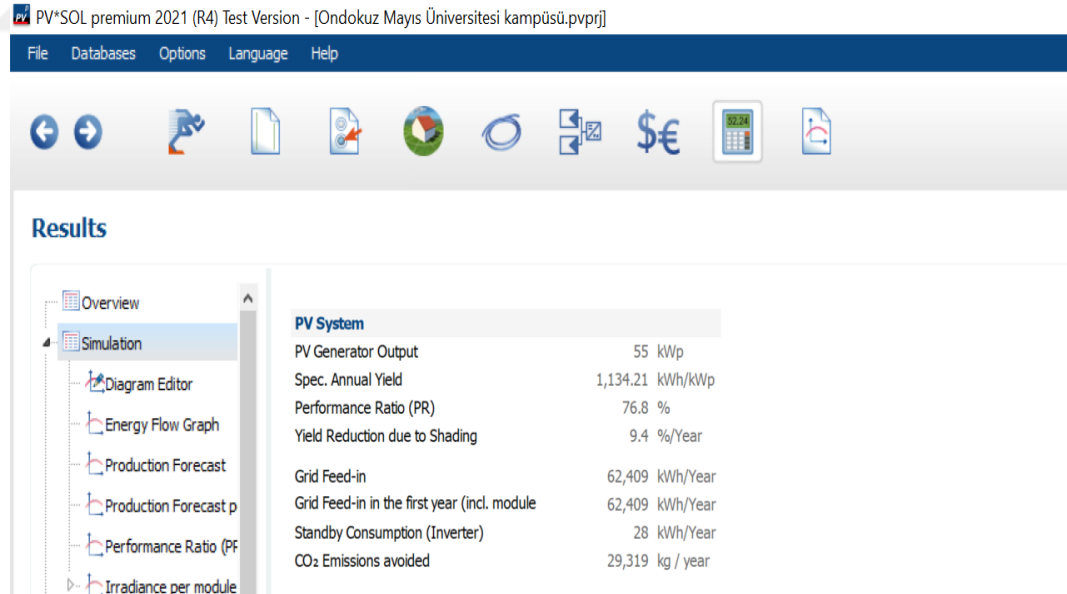 PV*SOL premium 2021 (R4) Test Version - [Ondokuz Mayıs Üniversitesi kampüsü.pvprj]
File Databases Options Language Help
52,24
Results
Overview
Simulation
Diagram Editor
Energy Flow Graph
Production Forecast
Production Forecast p
Performance Ratio (PF
Irradiance per module
PV System
PV Generator Output 55 kWp
Spec. Annual Yield 1,134.21 kWh/kWp
Performance Ratio (PR) 76.8 %
Yield Reduction due to Shading 9.4 %/Year
Grid Feed-in 62,409 kWh/Year
Grid Feed-in in the first year (incl. module 62,409 kWh/Year
Standby Consumption (Inverter) 28 kWh/Year
CO₂ Emissions avoided 29,319 kg / year